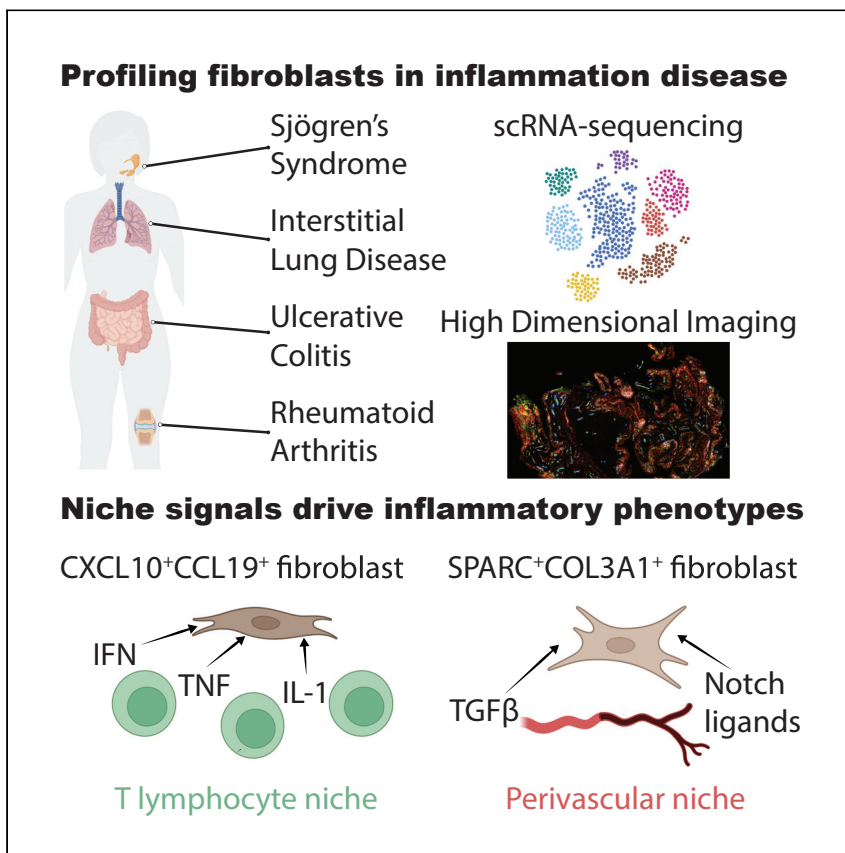 Profiling fibroblasts in inflammation disease
Sjögren's
Syndrome
Interstitial
Lung Disease
Ulcerative
Colitis
Rheumatoid
Arthritis
scRNA-sequencing
High Dimensional Imaging
Niche signals drive inflammatory phenotypes
CXCL10⁺CCL19⁺ fibroblast
IFN
TNF
IL-1
T lymphocyte niche
SPARC⁺COL3A1⁺ fibroblast
TGFβ
Notch
ligands
Perivascular niche